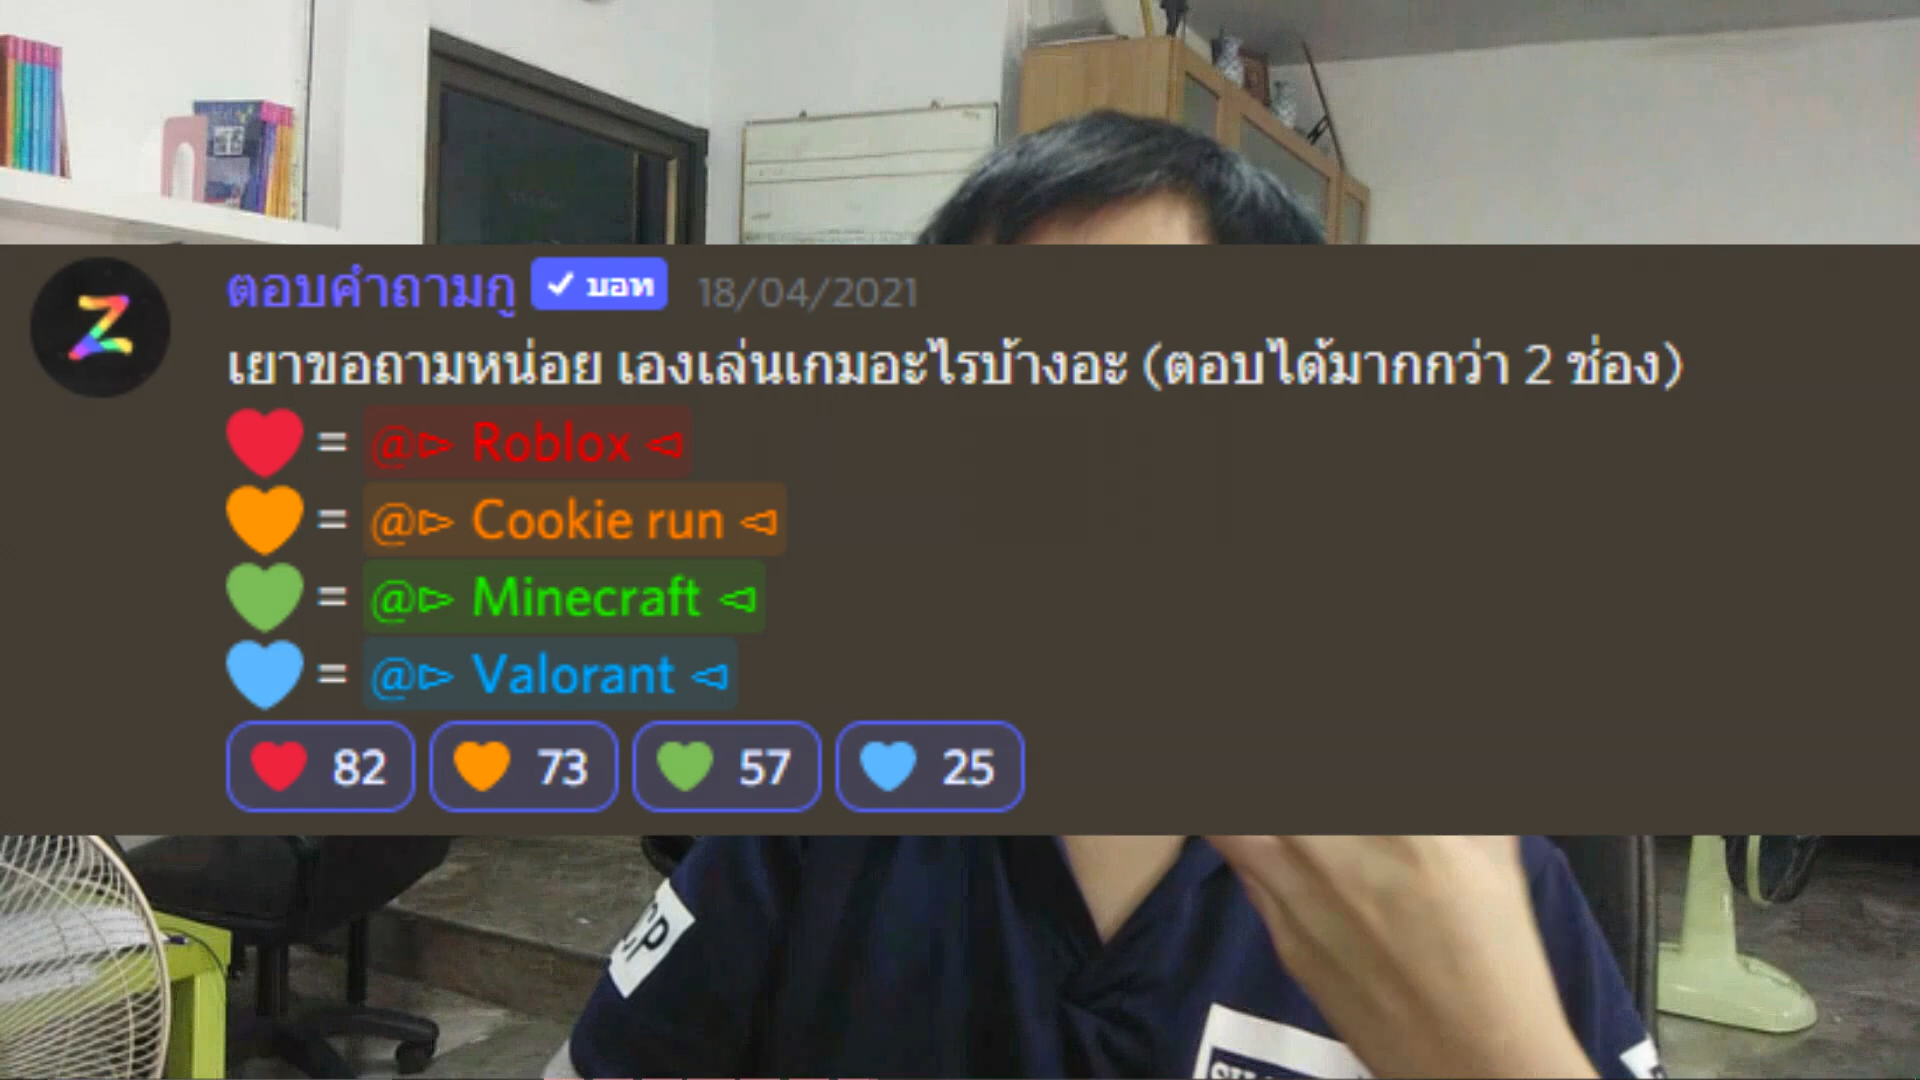 ตอบคำถามกู ✓ บอท 18/04/2021
เยาขอถามหน่อย เองเล่นเกมอะไรบ้างอะ (ตอบได้มากกว่า 2 ช่อง)
❤️ = @▻ Roblox ◅
🧡 = @▻ Cookie run ◅
💚 = @▻ Minecraft ◅
💙 = @▻ Valorant ◅
❤️ 82 🧡 73 💚 57 💙 25
CP